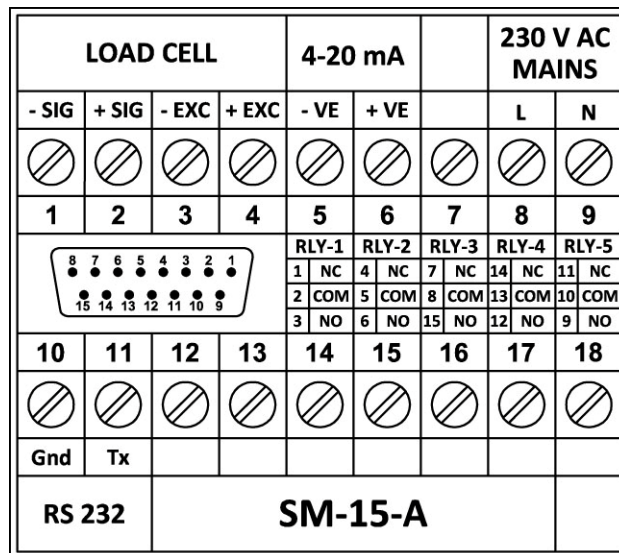 LOAD CELL 4-20 mA 230 V AC
MAINS
- SIG + SIG - EXC + EXC - VE + VE L N
1 2 3 4 5 6 7 8 9
RLY-1 RLY-2 RLY-3 RLY-4 RLY-5
8 7 6 5 4 3 2 1
1 NC 4 NC 7 NC 14 NC 11 NC
2 COM 5 COM 8 COM 13 COM 10 COM
15 14 13 12 11 10 9
3 NO 6 NO 15 NO 12 NO 9 NO
10 11 12 13 14 15 16 17 18
Gnd Tx
RS 232 SM-15-A